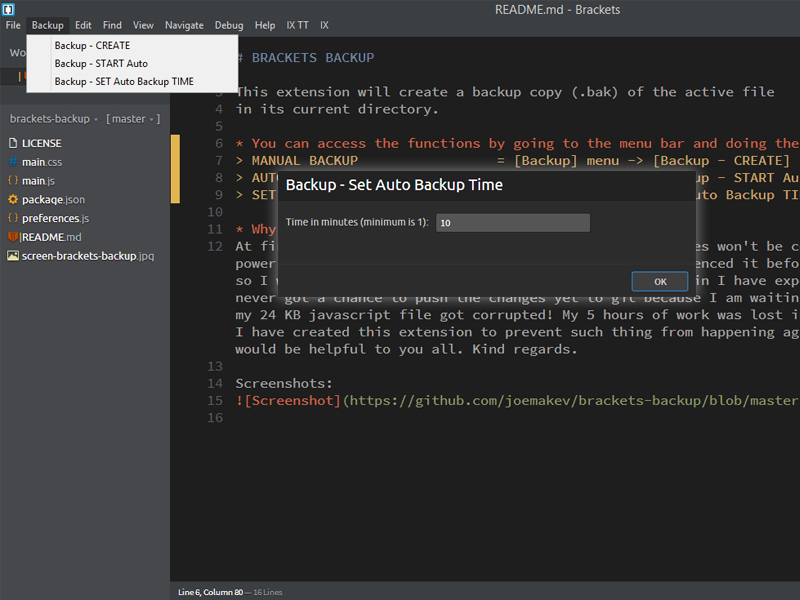 README.md - Brackets
File Backup Edit Find View Navigate Debug Help IX TT IX
Backup - CREATE
Backup - START Auto
Backup - SET Auto Backup TIME
Wo
brackets-backup [ master ]
LICENSE
main.css
main.js
package.json
preferences.js
README.md
screen-brackets-backup.jpg
# BRACKETS BACKUP
3 This extension will create a backup copy (.bak) of the active file
4 in its current directory.
5
6 * You can access the functions by going to the menu bar and doing the
7 > MANUAL BACKUP = [Backup] menu -> [Backup - CREATE]
8 > AUTO up - START Au
9 > SET uto Backup TI
10
11 * Why
12 At fi es won't be c
power enced it befo
so I w in I have exp
never got a chance to push the changes yet to git because I am waitin
my 24 KB javascript file got corrupted! My 5 hours of work was lost i
I have created this extension to prevent such thing from happening ag
would be helpful to you all. Kind regards.
13
14 Screenshots:
15 ![Screenshot](https://github.com/joemakev/brackets-backup/blob/master
16
Backup - Set Auto Backup Time
Time in minutes (minimum is 1): 10
OK
Line 6, Column 80 — 16 Lines